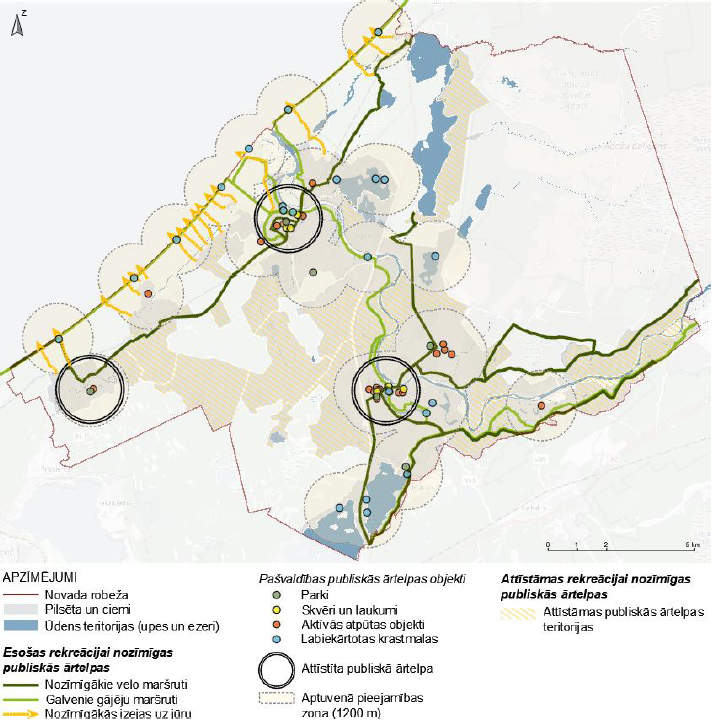 z
0 1 2 6 km
APZĪMĒJUMI
Novada robeža
Pilsēta un ciemi
Ūdens teritorijas (upes un ezeri)
Esošas rekreācijai nozīmīgas
publiskās ārtelpas
Nozīmīgākie velo maršruti
Galvenie gājēju maršruti
Nozīmīgākās izejas uz jūru
Pašvaldības publiskās ārtelpas objekti
Parki
Skvēri un laukumi
Aktīvās atpūtas objekti
Labiekārtotas krastmalas
Attīstīta publiskā ārtelpa
Aptuvenā pieejamības
zona (1200 m)
Attīstāmās rekreācijai nozīmīgas
publiskās ārtelpas
Attīstāmas publiskās ārtelpas
teritorijas